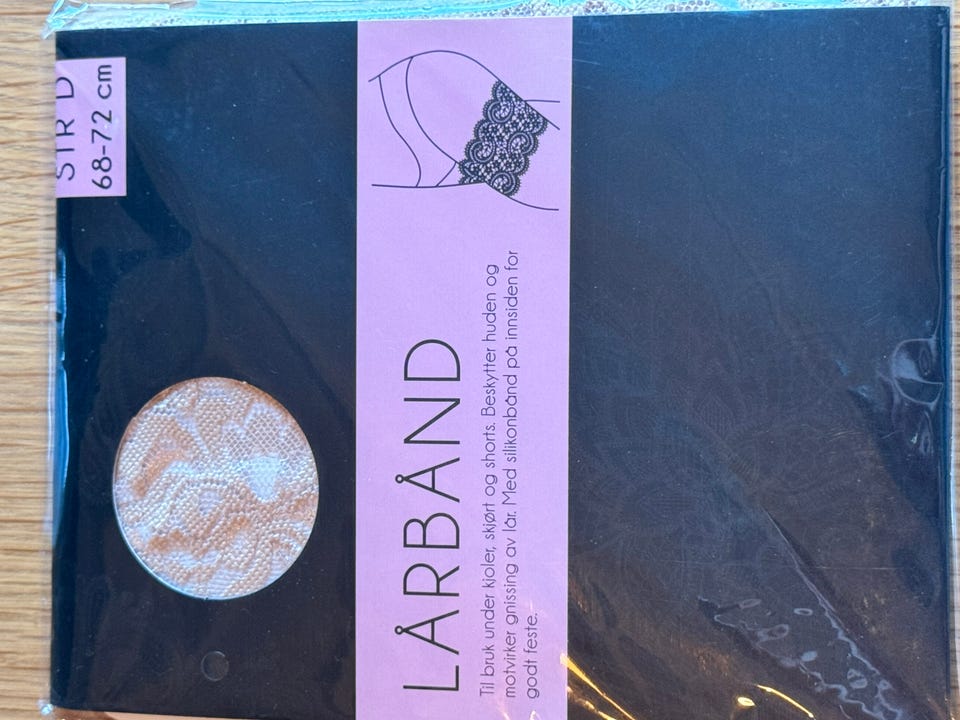 STR D
68-72 cm
LÅRBÅND
Til bruk under kjoler, skjørt og shorts. Beskytter huden og
motvirker gnissing av lår. Med silikonbånd på innsiden for
godt feste.